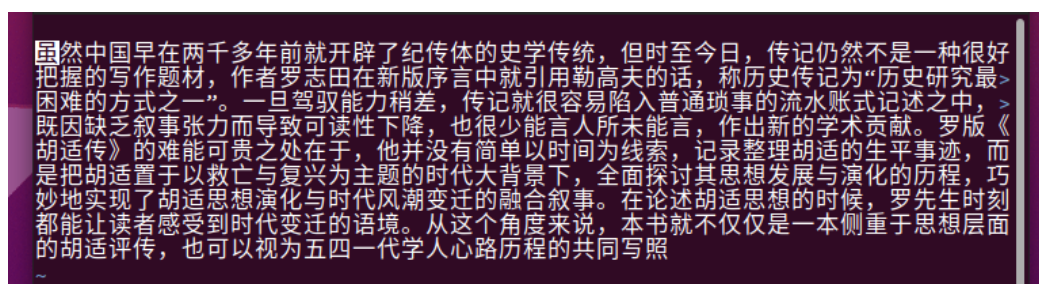 虽然中国早在两千多年前就开辟了纪传体的史学传统，但时至今日，传记仍然不是一种很好
把握的写作题材，作者罗志田在新版序言中就引用勒高夫的话，称历史传记为“历史研究最>
困难的方式之一”。一旦驾驭能力稍差，传记就很容易陷入普通琐事的流水账式记述之中，>
既因缺乏叙事张力而导致可读性下降，也很少能言人所未能言，作出新的学术贡献。罗版《
胡适传》的难能可贵之处在于，他并没有简单以时间为线索，记录整理胡适的生平事迹，而
是把胡适置于以救亡与复兴为主题的时代大背景下，全面探讨其思想发展与演化的历程，巧
妙地实现了胡适思想演化与时代风潮变迁的融合叙事。在论述胡适思想的时候，罗先生时刻
都能让读者感受到时代变迁的语境。从这个角度来说，本书就不仅仅是一本侧重于思想层面
的胡适评传，也可以视为五四一代学人心路历程的共同写照
~